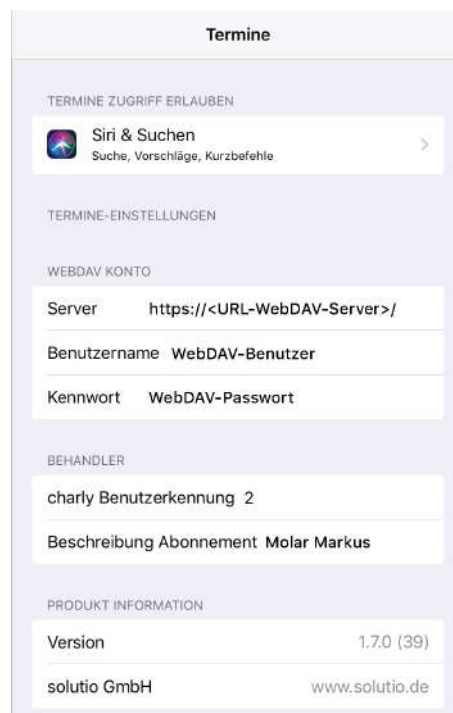 Termine
TERMINE ZUGRIFF ERLAUBEN
Siri & Suchen
Suche, Vorschläge, Kurzbefehle
TERMINE-EINSTELLUNGEN
WEBDAV KONTO
Server https://<URL-WebDAV-Server>/
Benutzername WebDAV-Benutzer
Kennwort WebDAV-Passwort
BEHANDLER
charly Benutzerkennung 2
Beschreibung Abonnement Molar Markus
PRODUKT INFORMATION
Version 1.7.0 (39)
solutio GmbH www.solutio.de